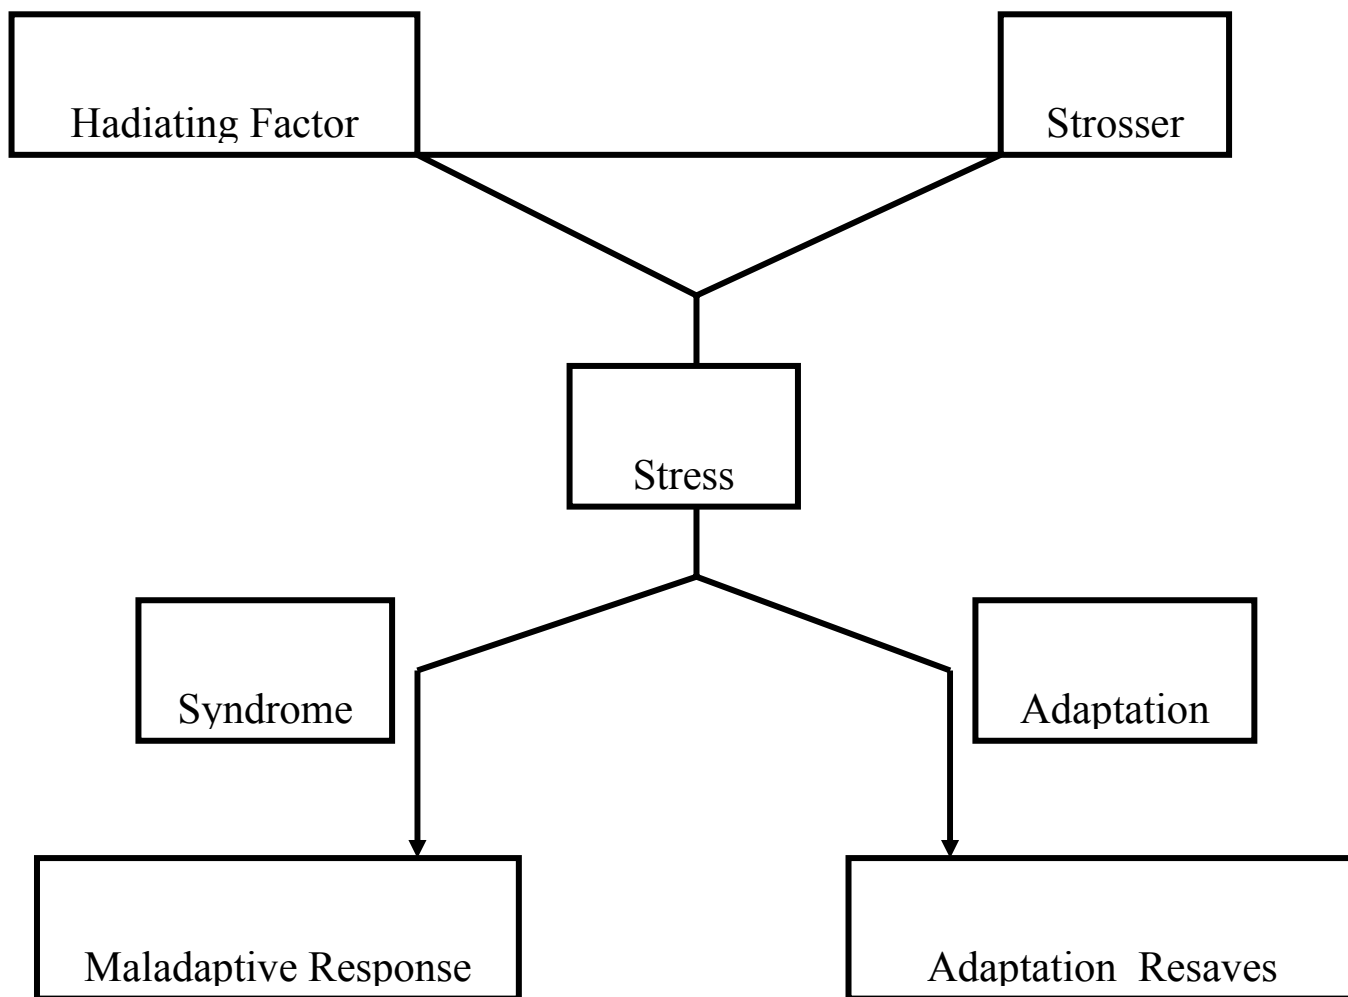 Hadiating Factor
Strosser
Stress
Syndrome
Adaptation
Maladaptive Response
Adaptation Resaves